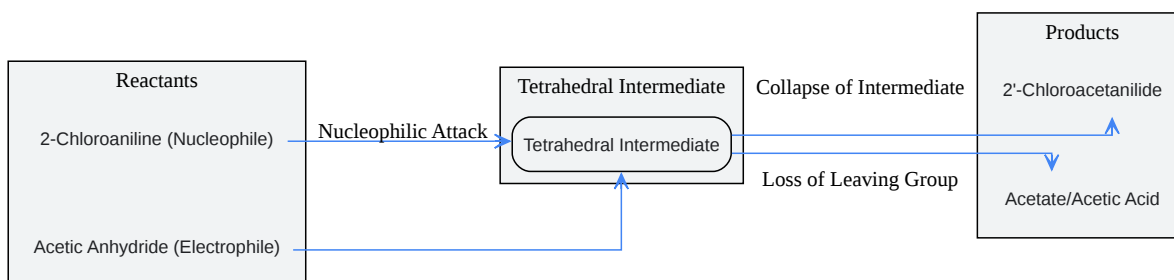 Reactants
2-Chloroaniline (Nucleophile)
Acetic Anhydride (Electrophile)
Nucleophilic Attack
Tetrahedral Intermediate
Tetrahedral Intermediate
Collapse of Intermediate
Loss of Leaving Group
Products
2'-Chloroacetanilide
Acetate/Acetic Acid